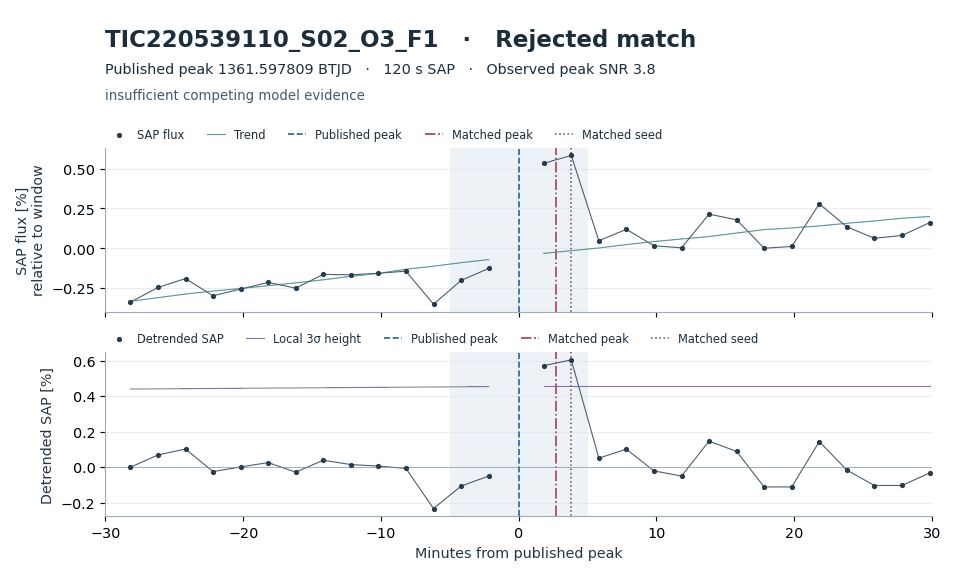 TIC220539110_S02_O3_F1 · Rejected match
Published peak 1361.597809 BTJD · 120 s SAP · Observed peak SNR 3.8
insufficient competing model evidence
SAP flux Trend Published peak Matched peak Matched seed
SAP flux [%]
relative to window
0.50
0.25
0.00
−0.25
Detrended SAP Local 3σ height Published peak Matched peak Matched seed
Detrended SAP [%]
0.6
0.4
0.2
0.0
−0.2
−30 −20 −10 0 10 20 30
Minutes from published peak